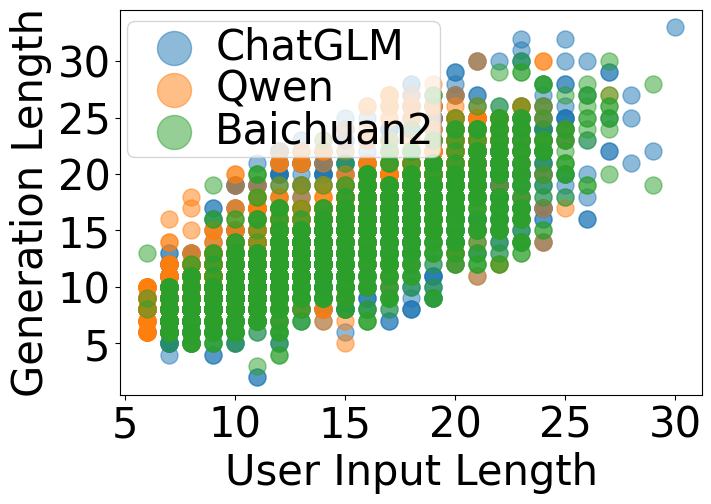 ChatGLM
Qwen
Baichuan2
Generation Length
30
25
20
15
10
5
5 10 15 20 25 30
User Input Length